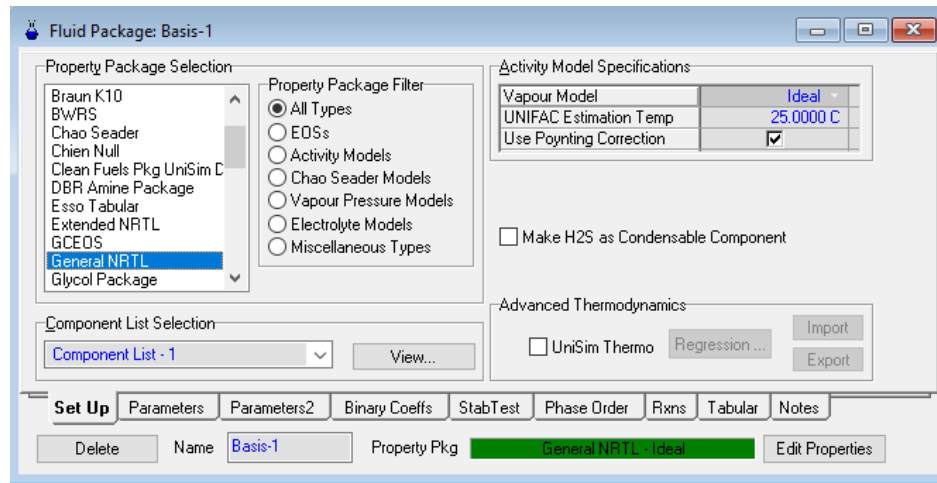 Fluid Package: Basis-1
Property Package Selection
Braun K10
BWRS
Chao Seader
Chien Null
Clean Fuels Pkg UniSim D
DBR Amine Package
Esso Tabular
Extended NRTL
GCEOS
General NRTL
Glycol Package
Property Package Filter
All Types
EOSs
Activity Models
Chao Seader Models
Vapour Pressure Models
Electrolyte Models
Miscellaneous Types
Component List Selection
Component List - 1
View...
Activity Model Specifications
Vapour Model Ideal
UNIFAC Estimation Temp 25.0000 C
Use Poynting Correction
Make H2S as Condensable Component
Advanced Thermodynamics
UniSim Thermo
Regression ...
Import
Export
Set Up Parameters Parameters2 Binary Coeffs StabTest Phase Order Rxns Tabular Notes
Delete Name Basis-1 Property Pkg General NRTL - Ideal Edit Properties